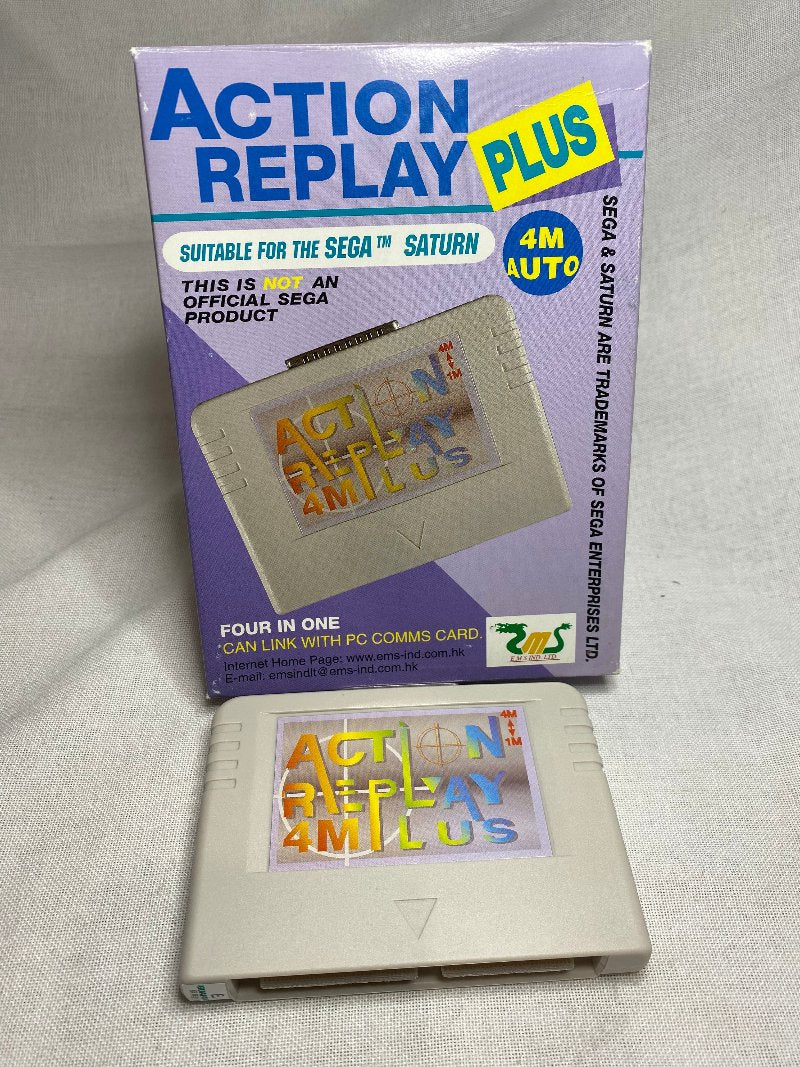 ACTION
REPLAY
PLUS
SUITABLE FOR THE SEGA™ SATURN
4M
AUTO
THIS IS NOT AN
OFFICIAL SEGA
PRODUCT
SEGA & SATURN ARE TRADEMARKS OF SEGA ENTERPRISES LTD.
4M
1M
ACTION
REPLAY
4M PLUS
FOUR IN ONE
CAN LINK WITH PC COMMS CARD.
Internet Home Page: www.ems-ind.com.hk
E-mail: emsindlt@ems-ind.com.hk
EMS
E.M.S IND. LTD.
4M
1M
ACTION
REPLAY
4M PLUS